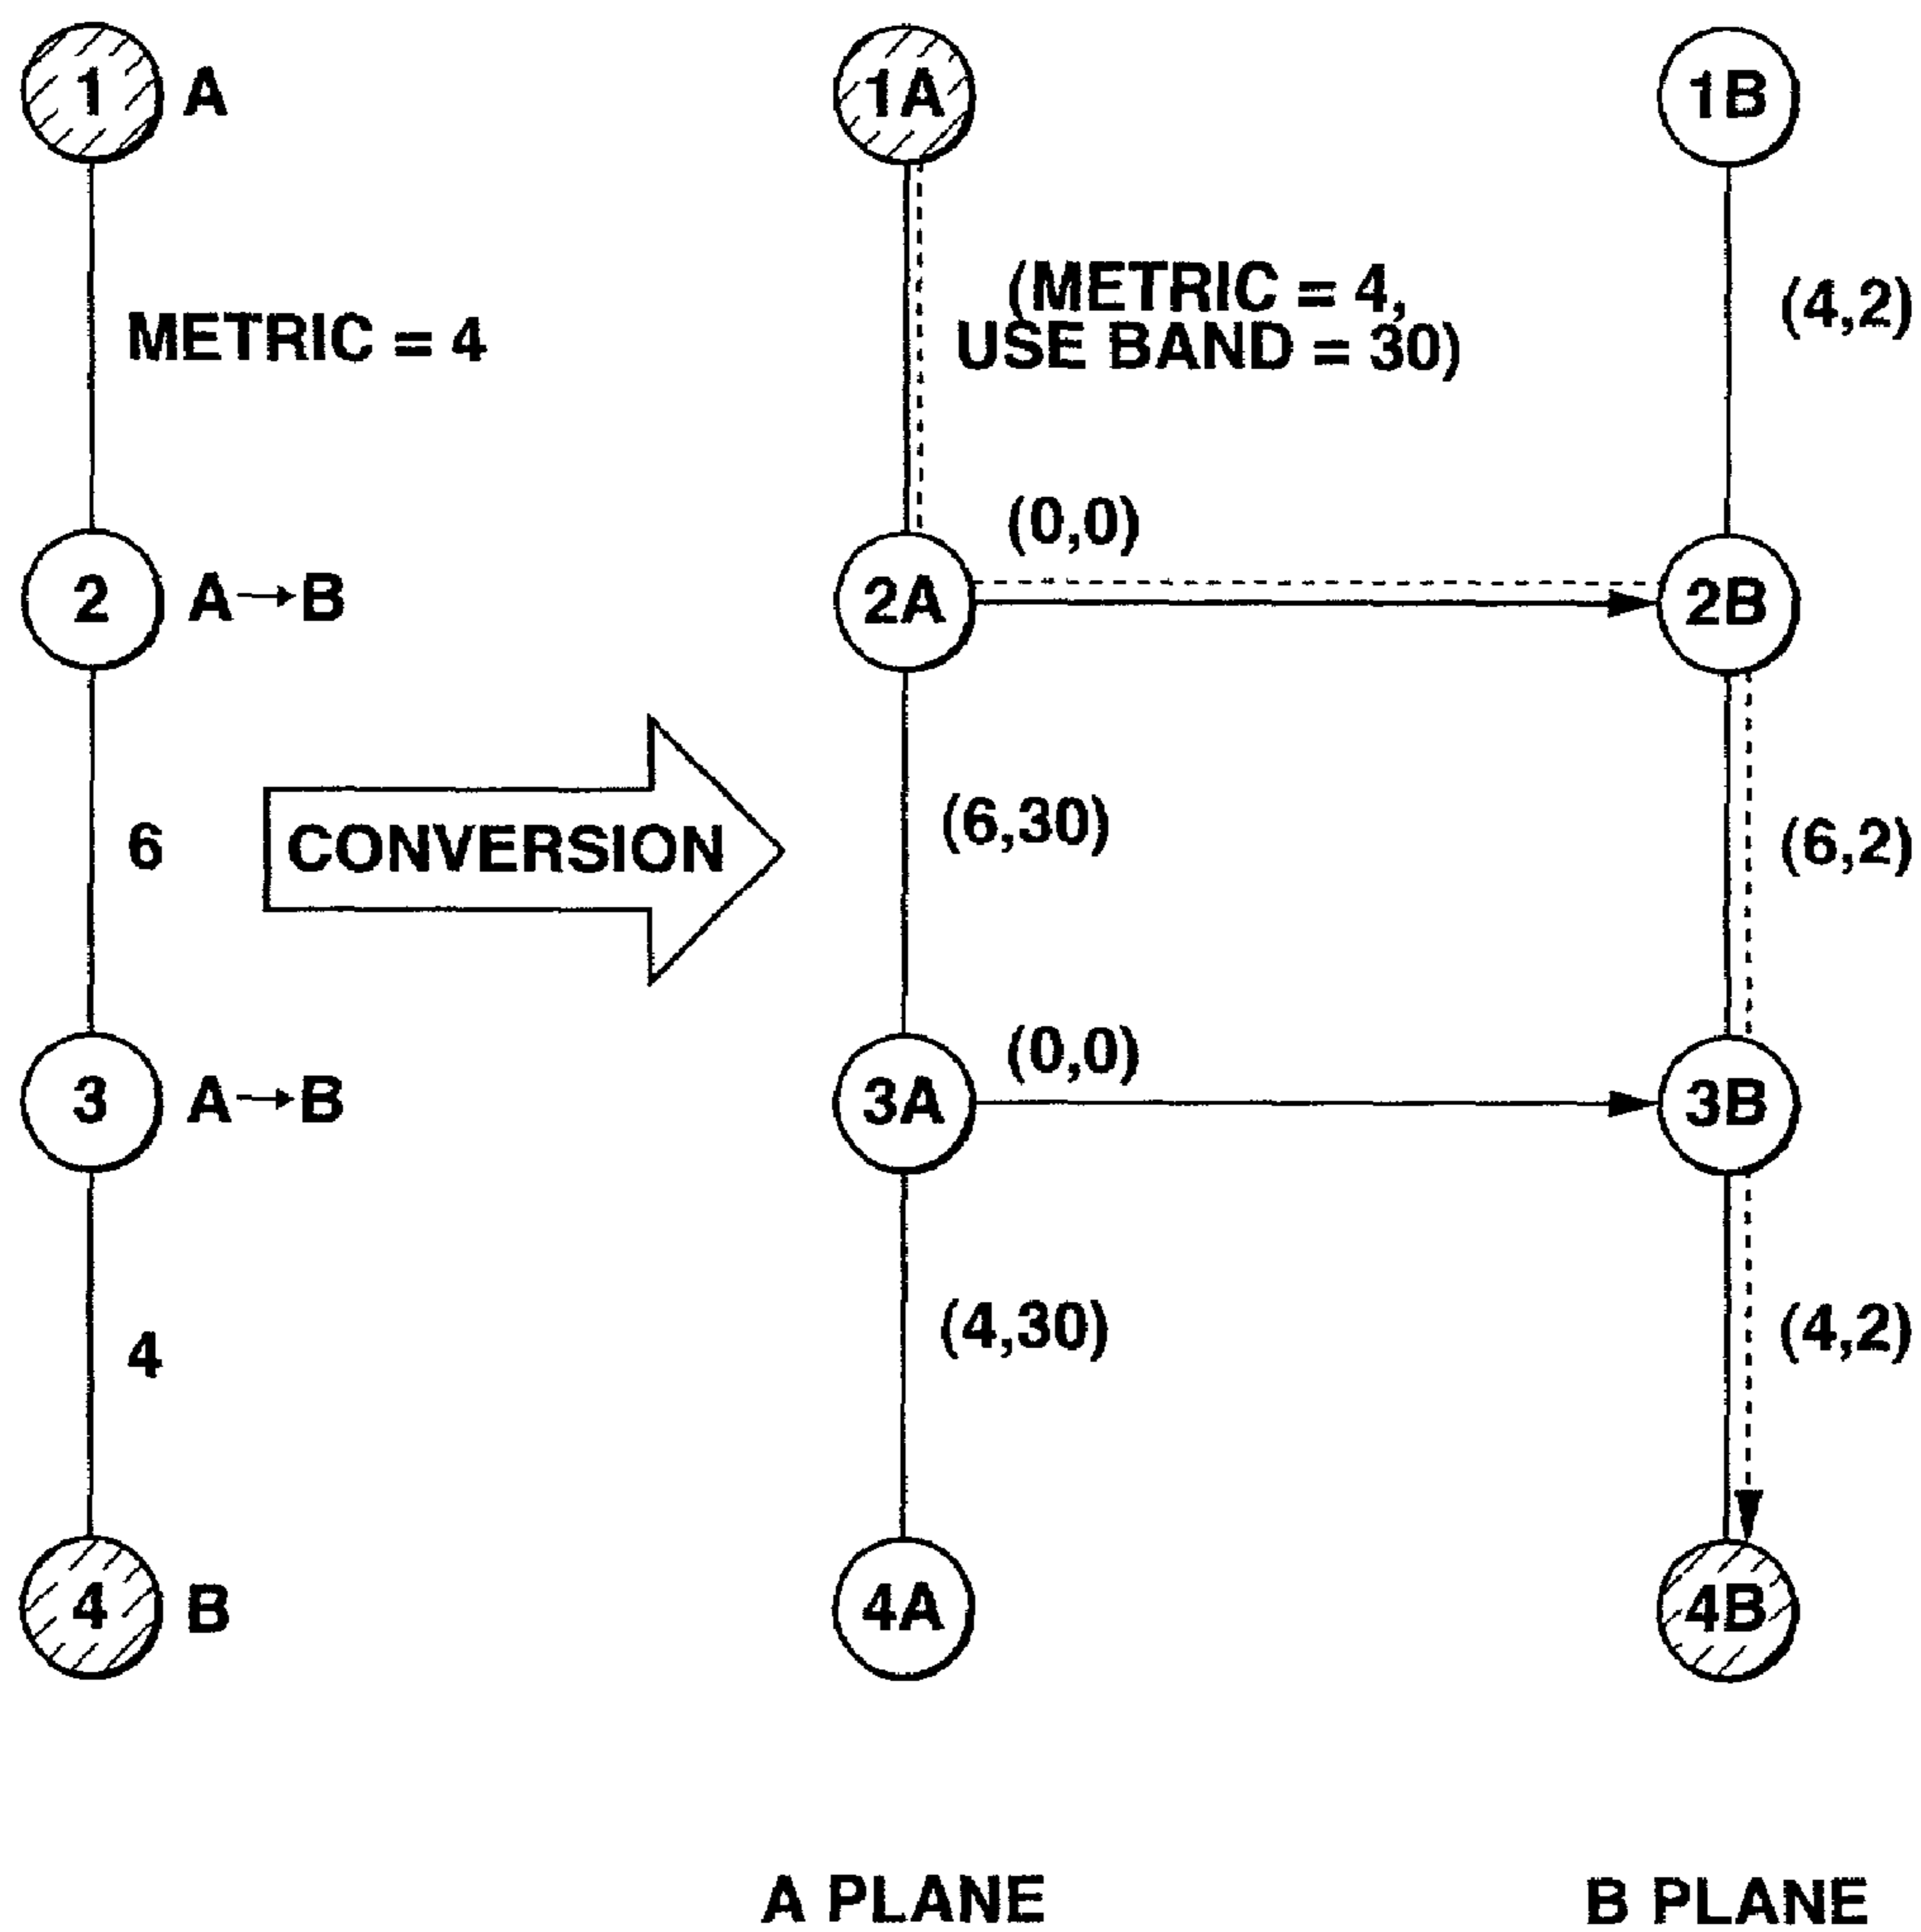 1 A
1A
1B
(METRIC = 4,
USE BAND = 30)
(4,2)
METRIC = 4
(0,0)
2 A→B
2A
2B
6
CONVERSION
(6,30)
(6,2)
(0,0)
3 A→B
3A
3B
4
(4,30)
(4,2)
4 B
4A
4B
A PLANE
B PLANE